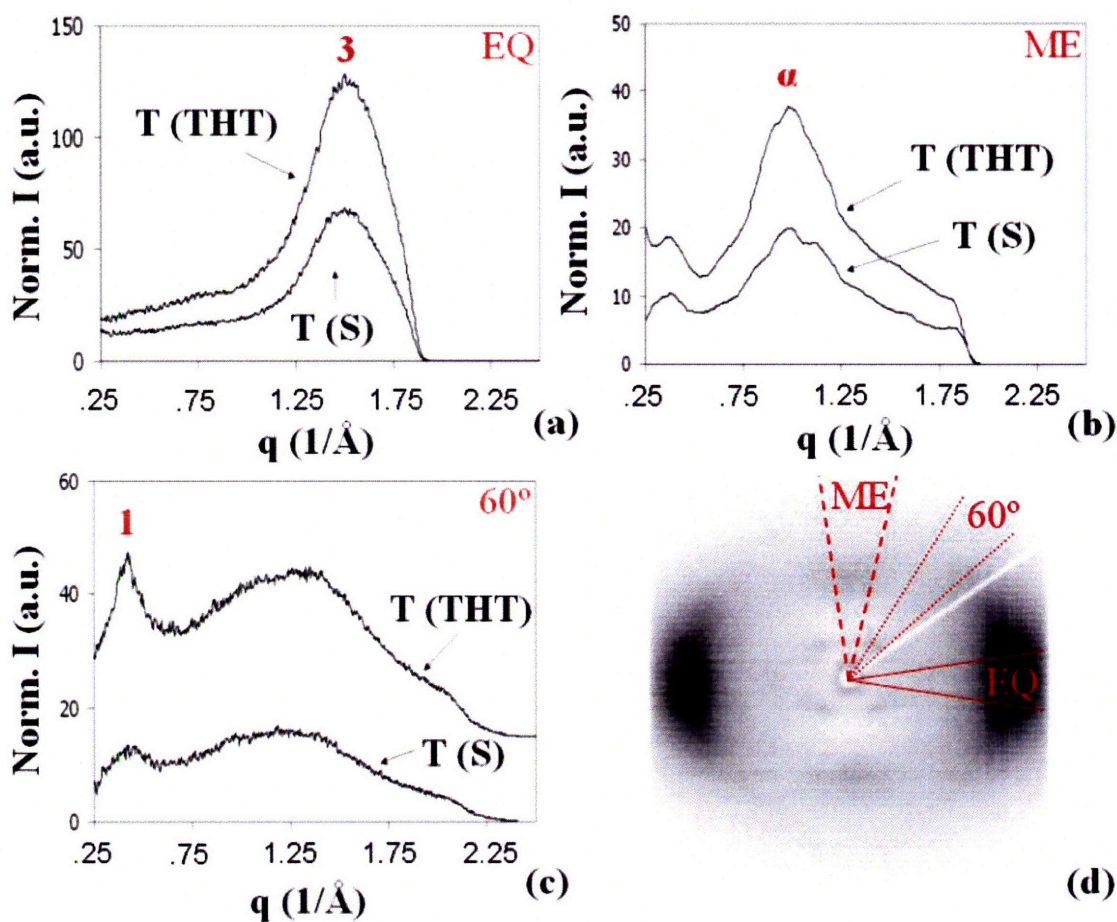 150
100
50
0
Norm. I (a.u.)
3
EQ
T (THT)
T (S)
.25 .75 1.25 1.75 2.25
q (1/Å)
(a)
50
40
30
20
10
0
Norm. I (a.u.)
α
ME
T (THT)
T (S)
.25 .75 1.25 1.75 2.25
q (1/Å)
(b)
60
40
20
0
Norm. I (a.u.)
1
60º
T (THT)
T (S)
.25 .75 1.25 1.75 2.25
q (1/Å)
(c)
ME
60º
EQ
(d)